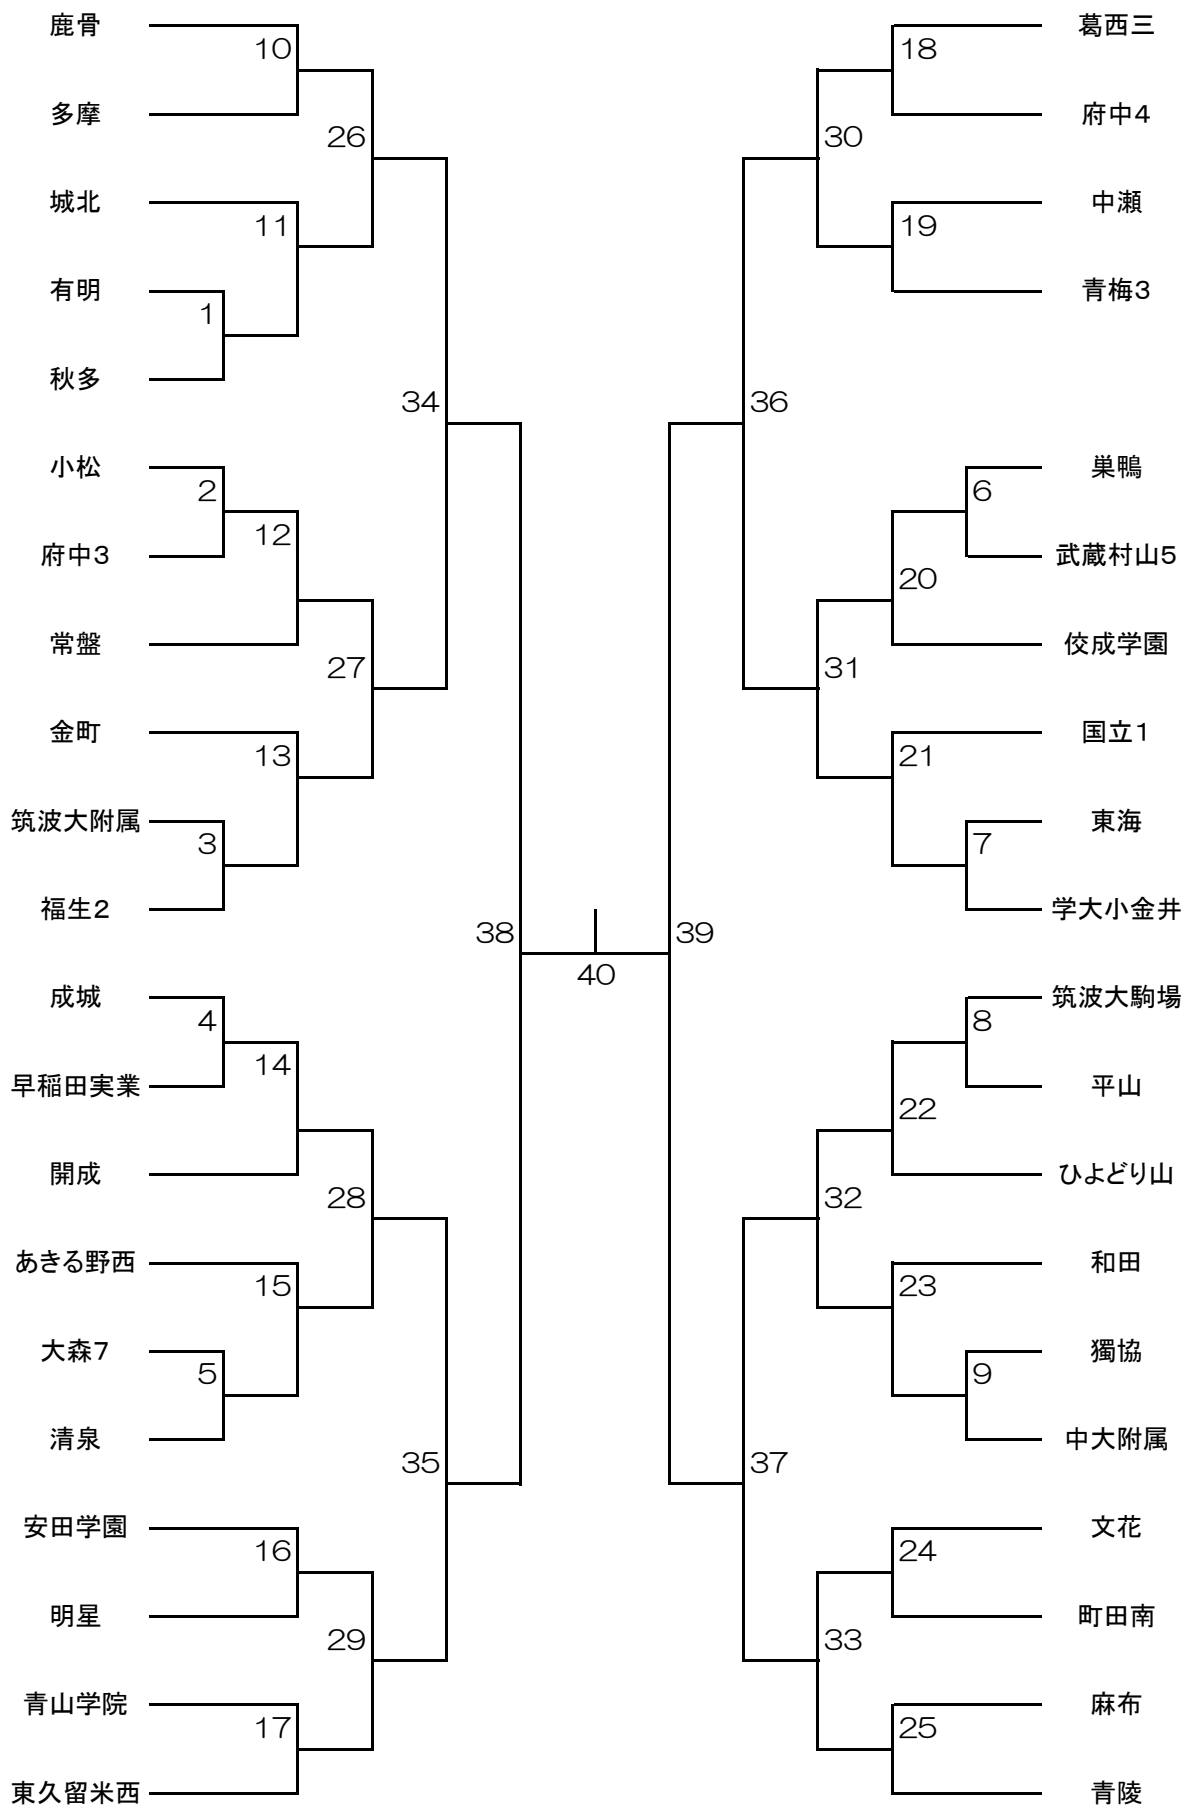 鹿骨
10
多摩
26
城北
11
有明
1
秋多
34
小松
2
12
府中3
常盤
27
金町
13
筑波大附属
3
福生2
38
成城
4
14
早稲田実業
開成
28
あきる野西
15
大森7
5
清泉
35
安田学園
16
明星
29
青山学院
17
東久留米西
40
葛西三
18
府中4
30
中瀬
19
青梅3
36
巣鴨
6
武蔵村山5
20
佼成学園
31
国立1
21
東海
7
学大小金井
39
筑波大駒場
8
平山
22
ひよどり山
32
和田
23
獨協
9
中大附属
37
文花
24
町田南
33
麻布
25
青陵